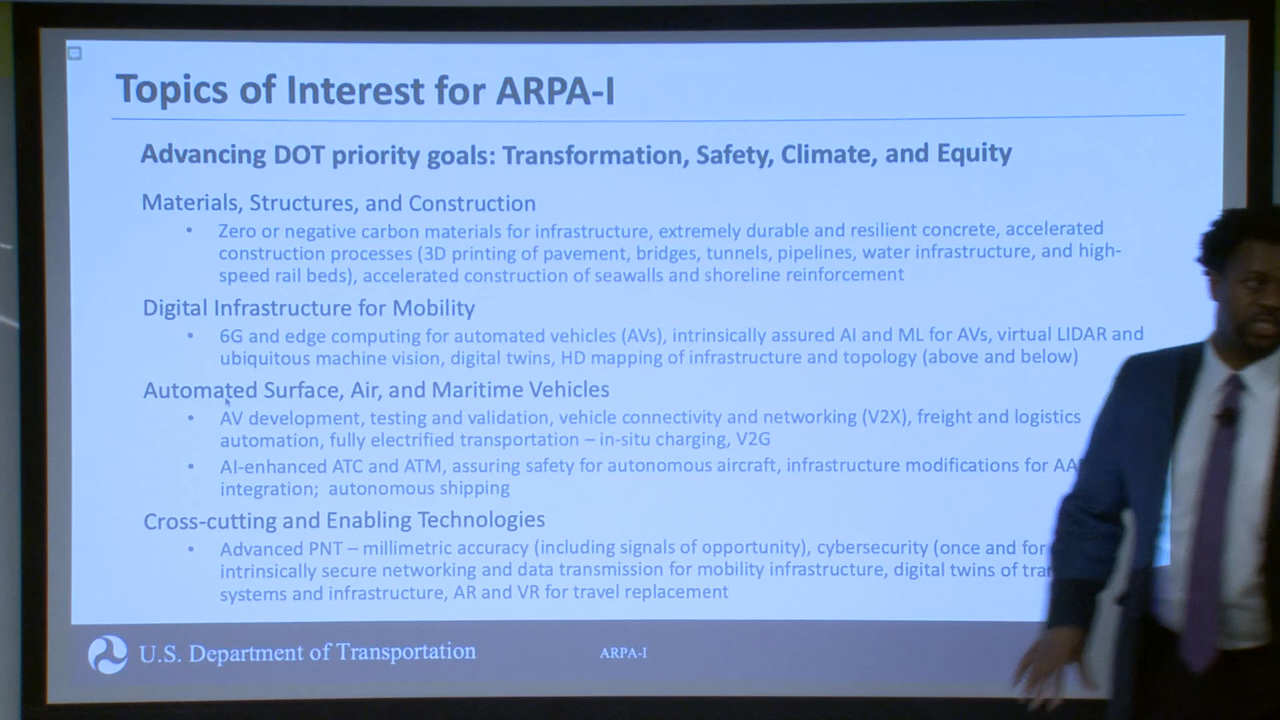 Topics of Interest for ARPA-I
Advancing DOT priority goals: Transformation, Safety, Climate, and Equity
Materials, Structures, and Construction
• Zero or negative carbon materials for infrastructure, extremely durable and resilient concrete, accelerated
construction processes (3D printing of pavement, bridges, tunnels, pipelines, water infrastructure, and high-
speed rail beds), accelerated construction of seawalls and shoreline reinforcement
Digital Infrastructure for Mobility
• 6G and edge computing for automated vehicles (AVs), intrinsically assured AI and ML for AVs, virtual LIDAR and
ubiquitous machine vision, digital twins, HD mapping of infrastructure and topology (above and below)
Automated Surface, Air, and Maritime Vehicles
• AV development, testing and validation, vehicle connectivity and networking (V2X), freight and logistics
automation, fully electrified transportation – in-situ charging, V2G
• AI-enhanced ATC and ATM, assuring safety for autonomous aircraft, infrastructure modifications for
integration; autonomous shipping
Cross-cutting and Enabling Technologies
• Advanced PNT – millimetric accuracy (including signals of opportunity), cybersecurity (once and
intrinsically secure networking and data transmission for mobility infrastructure, digital twins of
systems and infrastructure, AR and VR for travel replacement
U.S. Department of Transportation
ARPA-I